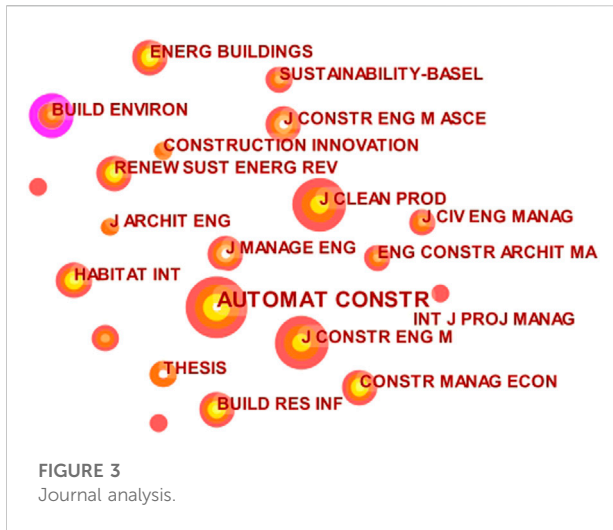 ENERG BUILDINGS
SUSTAINABILITY-BASEL
BUILD ENVIRON
J CONSTR ENG M ASCE
CONSTRUCTION INNOVATION
RENEW SUST ENERG REV
J CLEAN PROD
J ARCHIT ENG
J CIV ENG MANAG
J MANAGE ENG
ENG CONSTR ARCHIT MA
HABITAT INT
AUTOMAT CONSTR
INT J PROJ MANAG
J CONSTR ENG M
THESIS
CONSTR MANAG ECON
BUILD RES INF
FIGURE 3
Journal analysis.